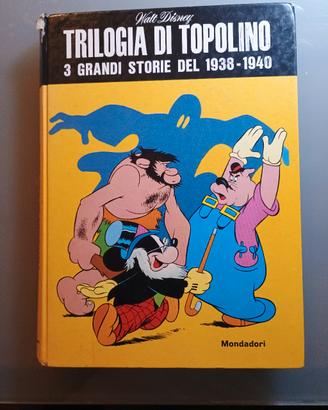 Walt Disney
TRILOGIA DI TOPOLINO
3 GRANDI STORIE DEL 1938-1940
Mondadori